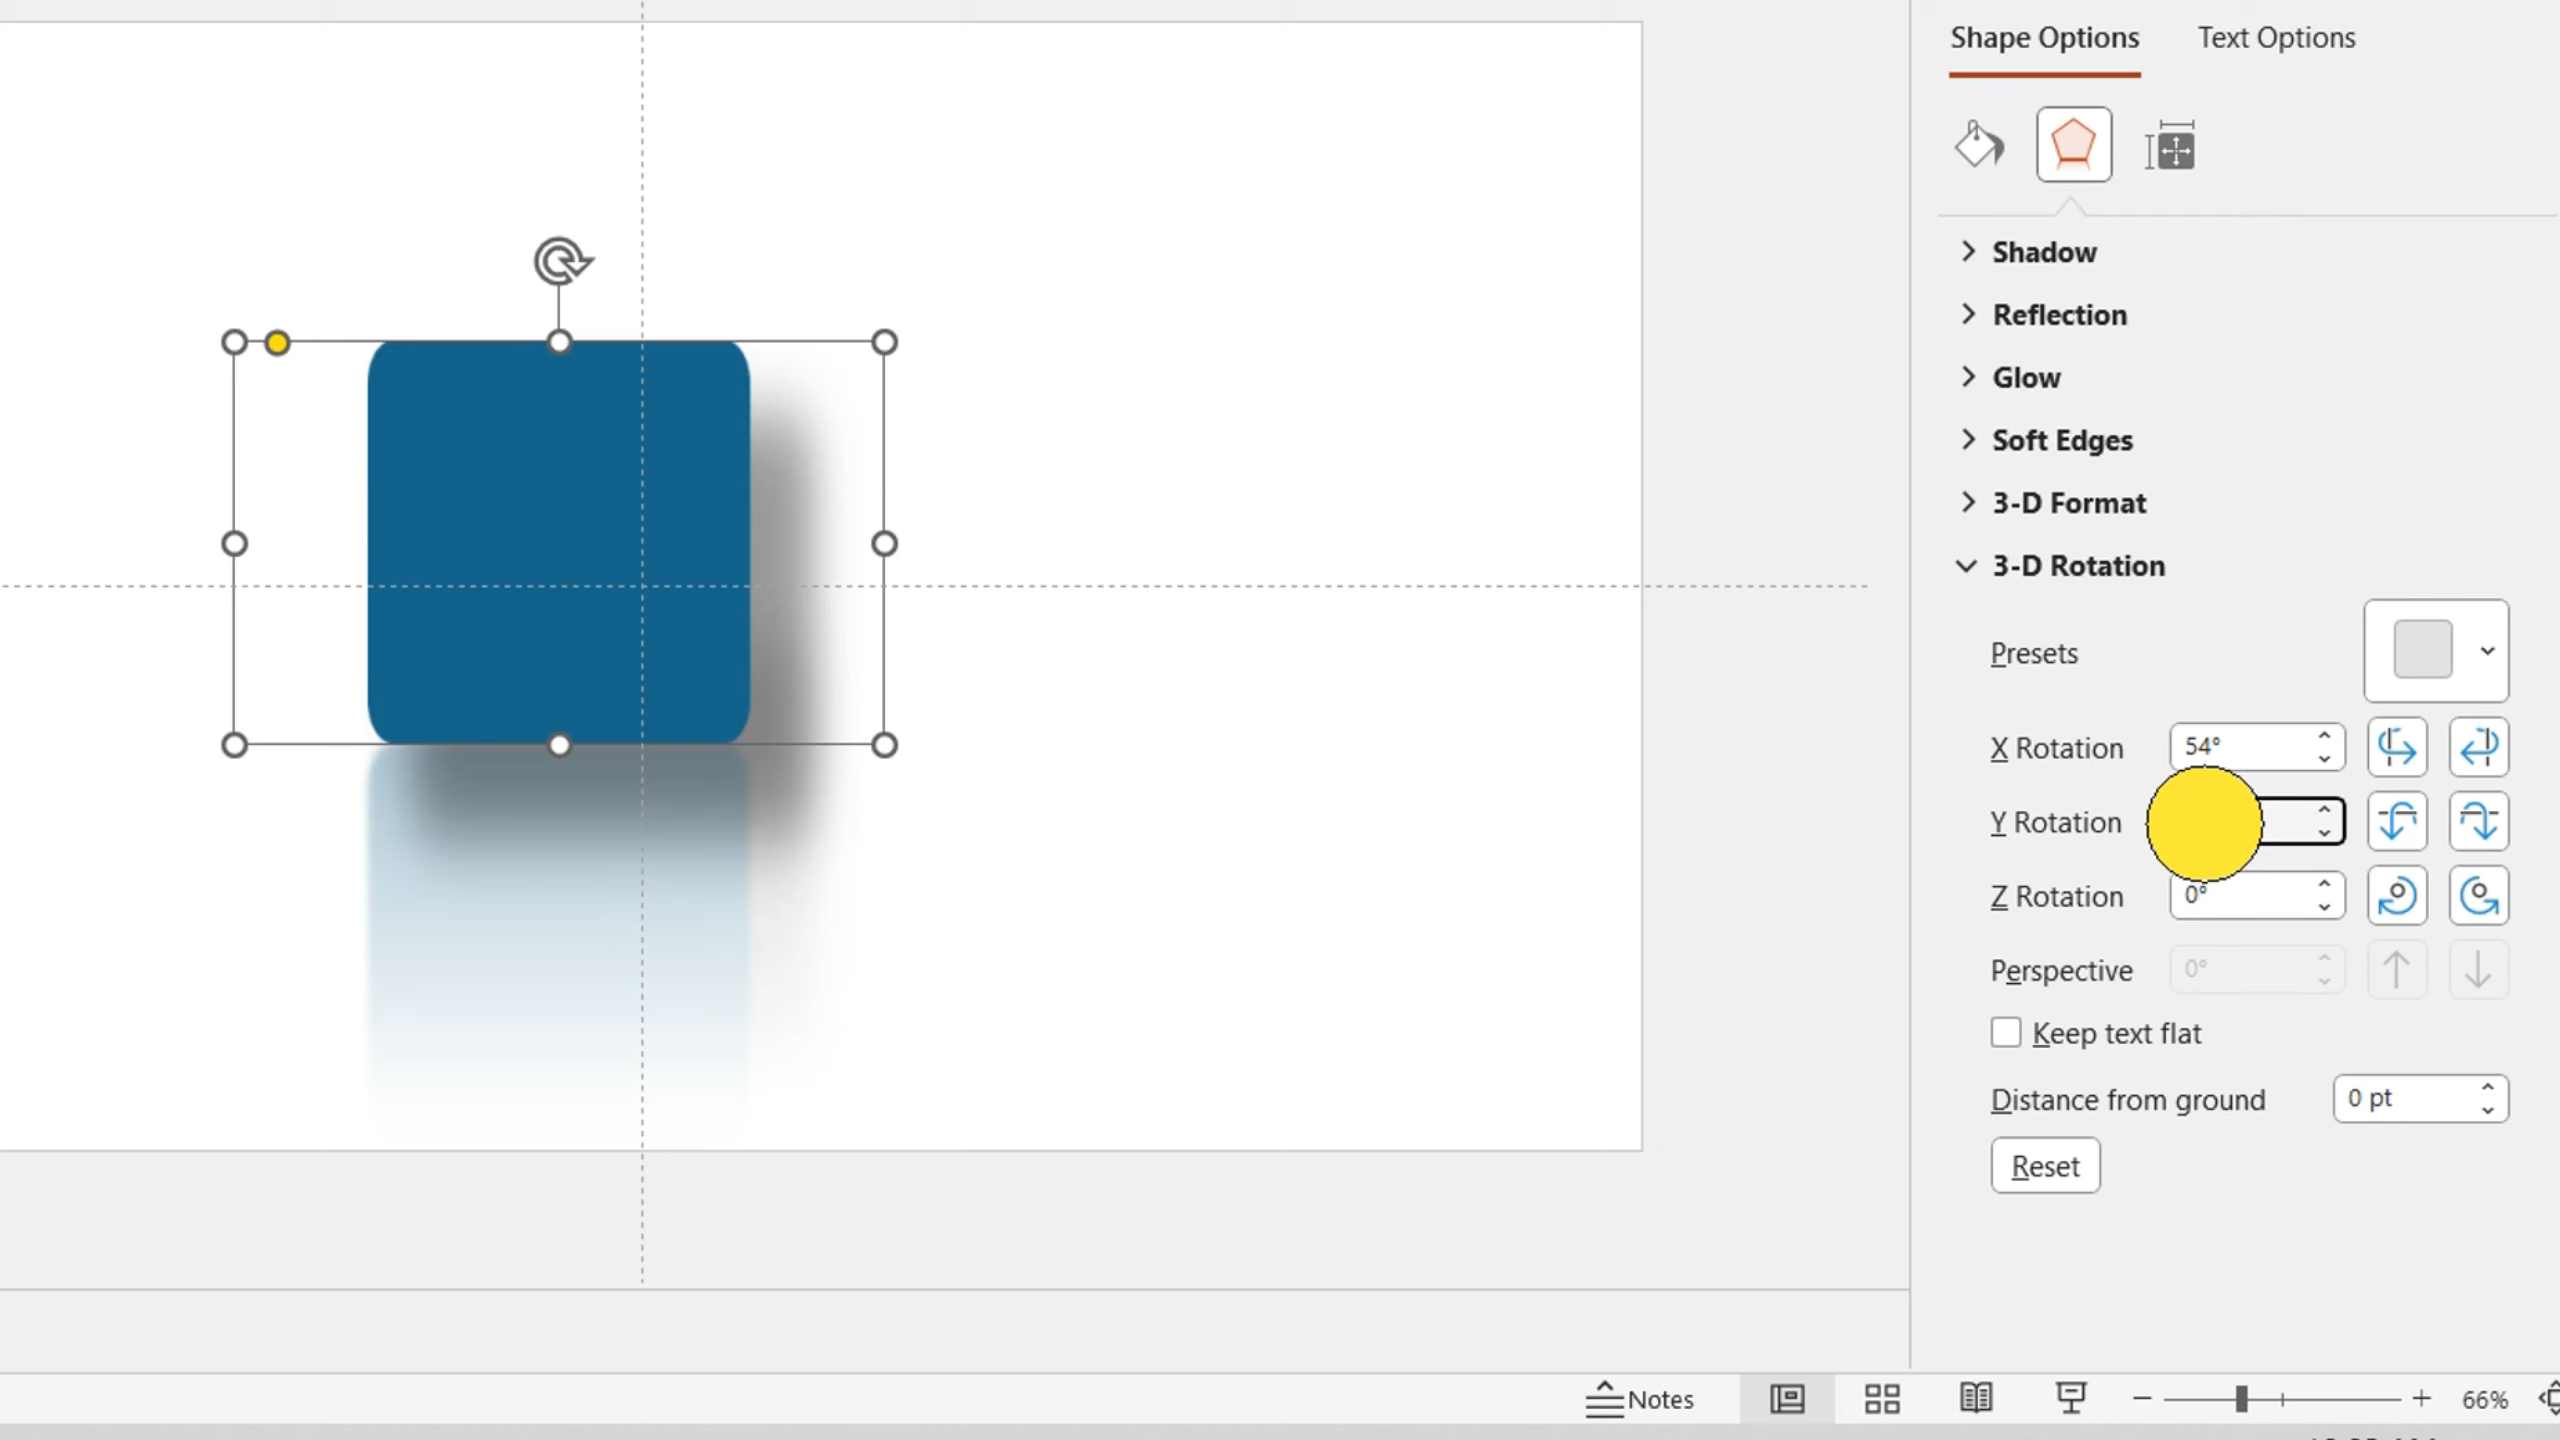 Shape Options Text Options
Shadow
Reflection
Glow
Soft Edges
3-D Format
3-D Rotation
Presets
X Rotation 54°
Y Rotation
Z Rotation 0°
Perspective 0°
Keep text flat
Distance from ground 0 pt
Reset
Notes 66%